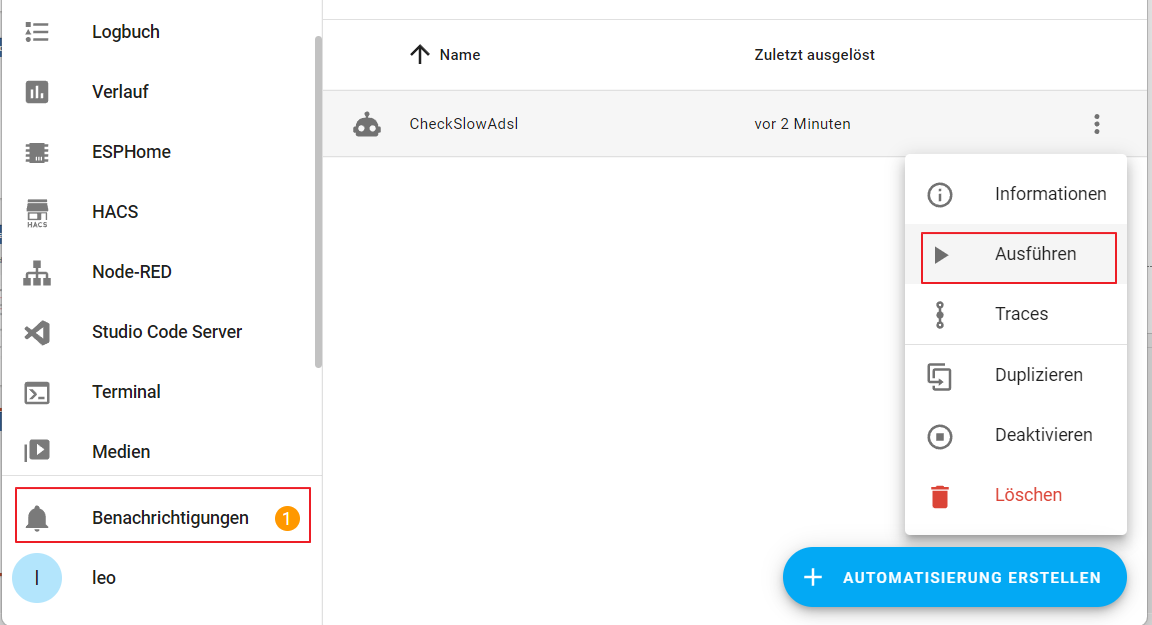 Logbuch
Verlauf
ESPHome
HACS
HACS
Node-RED
Studio Code Server
Terminal
Medien
Benachrichtigungen 1
l leo
Name Zuletzt ausgelöst
CheckSlowAdsl vor 2 Minuten
Informationen
Ausführen
Traces
Duplizieren
Deaktivieren
Löschen
AUTOMATISIERUNG ERSTELLEN